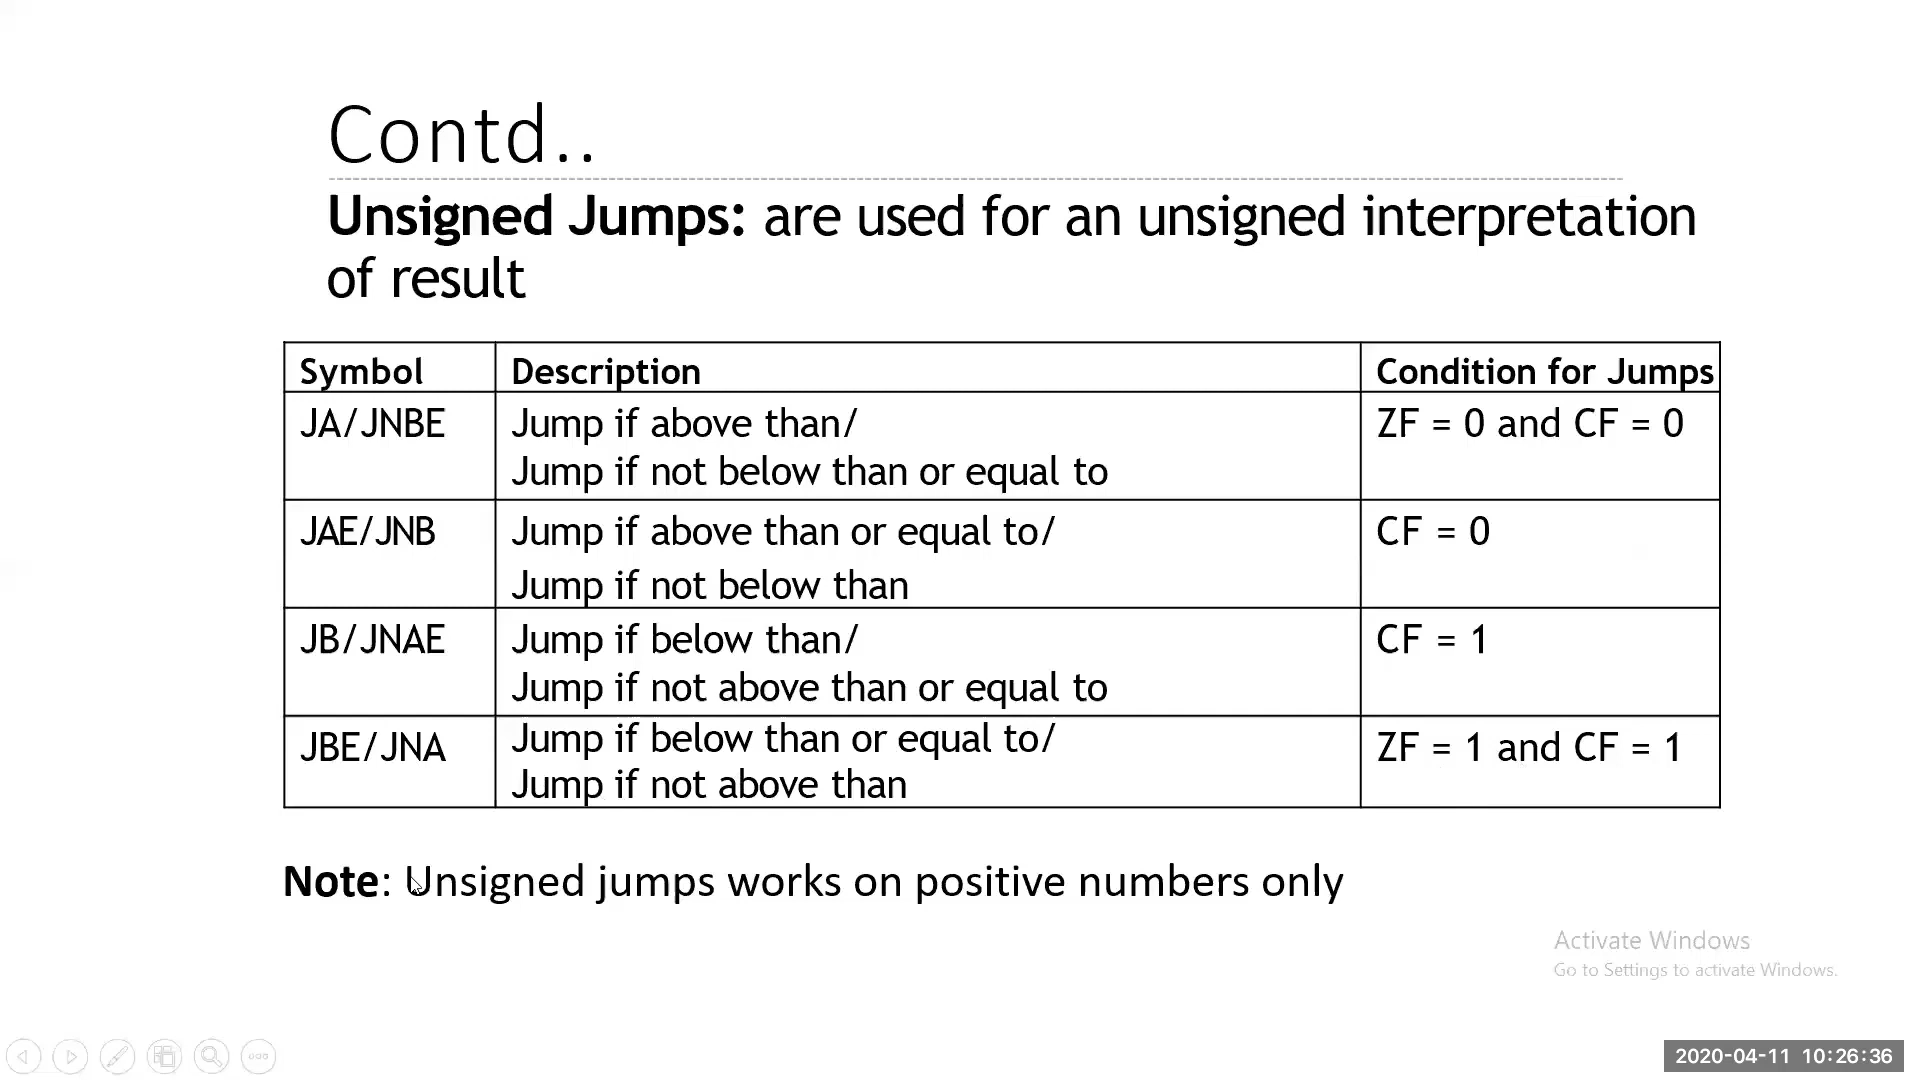 Contd..
Unsigned Jumps: are used for an unsigned interpretation
of result
Symbol Description Condition for Jumps
JA/JNBE Jump if above than/ ZF = 0 and CF = 0
Jump if not below than or equal to
JAE/JNB Jump if above than or equal to/ CF = 0
Jump if not below than
JB/JNAE Jump if below than/ CF = 1
Jump if not above than or equal to
JBE/JNA Jump if below than or equal to/ ZF = 1 and CF = 1
Jump if not above than
Note: Unsigned jumps works on positive numbers only
Activate Windows
Go to Settings to activate Windows.
2020-04-11 10:26:36